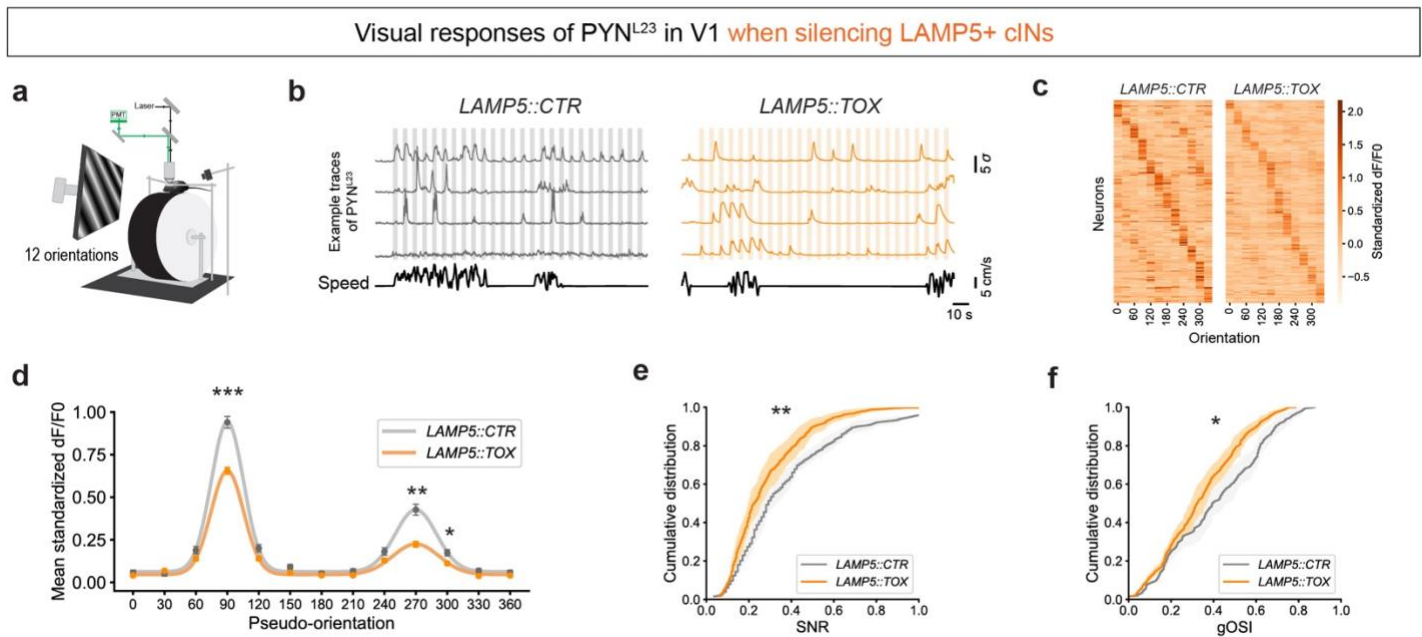 Visual responses of PYN^L23 in V1 when silencing LAMP5+ cINs
a
Laser
PMT
12 orientations
b
LAMP5::CTR
LAMP5::TOX
Example traces
of PYN^L23
5 σ
Speed
5 cm/s
10 s
c
LAMP5::CTR
LAMP5::TOX
Neurons
2.0
1.5
1.0
0.5
0.0
−0.5
Standardized dF/F0
0 60 120 180 240 300
0 60 120 180 240 300
Orientation
d
***
**
*
LAMP5::CTR
LAMP5::TOX
Mean standardized dF/F0
1.00
0.75
0.50
0.25
0.00
0 30 60 90 120 150 180 210 240 270 300 330 360
Pseudo-orientation
e
**
Cumulative distribution
1.0
0.8
0.6
0.4
0.2
0.0
LAMP5::CTR
LAMP5::TOX
0.0 0.2 0.4 0.6 0.8 1.0
SNR
f
*
Cumulative distribution
1.0
0.8
0.6
0.4
0.2
0.0
LAMP5::CTR
LAMP5::TOX
0.0 0.2 0.4 0.6 0.8 1.0
gOSI